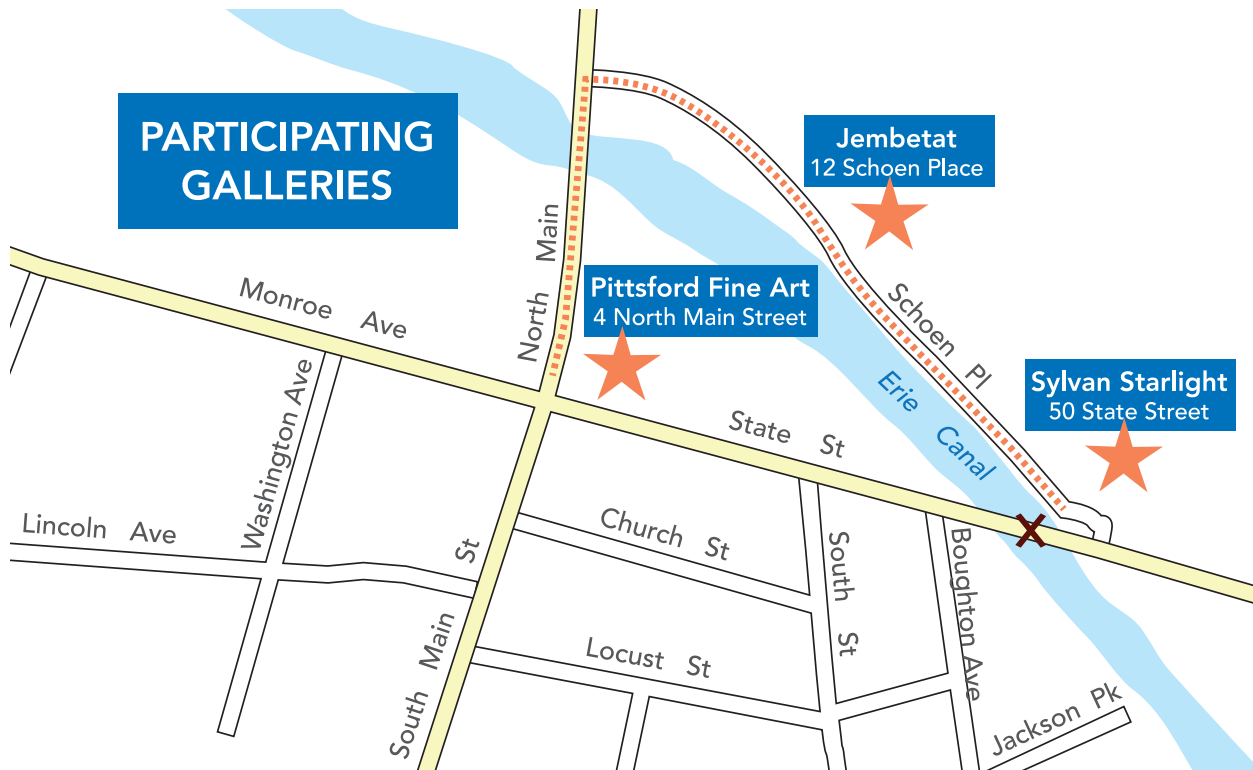 PARTICIPATING
GALLERIES
Jembetat
12 Schoen Place
Pittsford Fine Art
4 North Main Street
Sylvan Starlight
50 State Street
Monroe Ave
North Main
Schoen Pl
Erie Canal
State St
Washington Ave
Lincoln Ave
Church St
South St
Boughton Ave
South Main St
Locust St
Jackson Pk
X